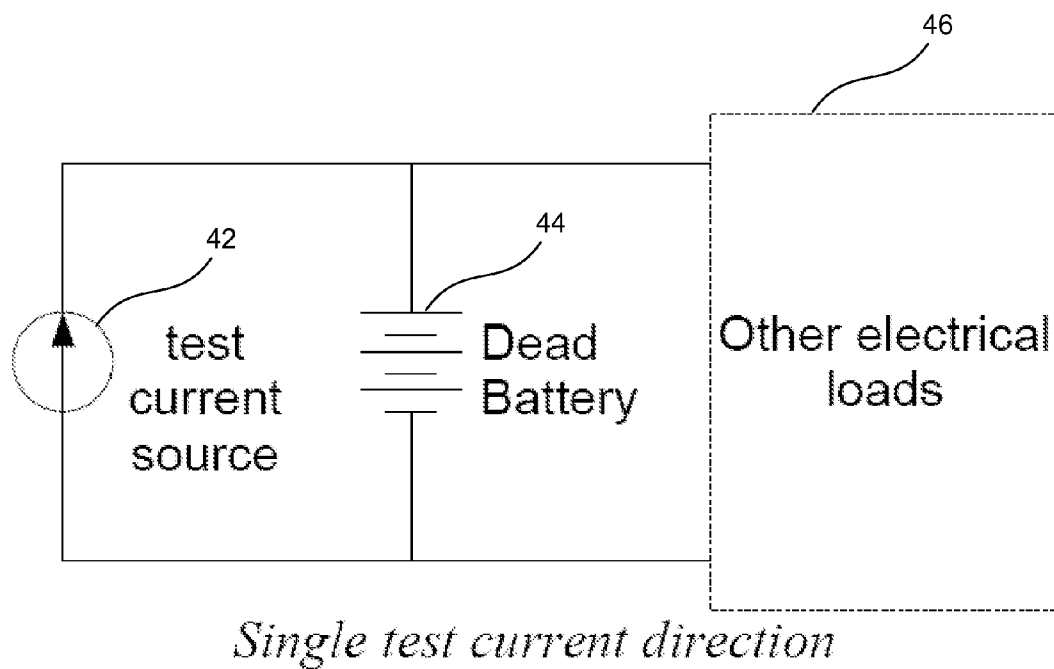 46
42
44
test
current
source
Dead
Battery
Other electrical
loads
Single test current direction